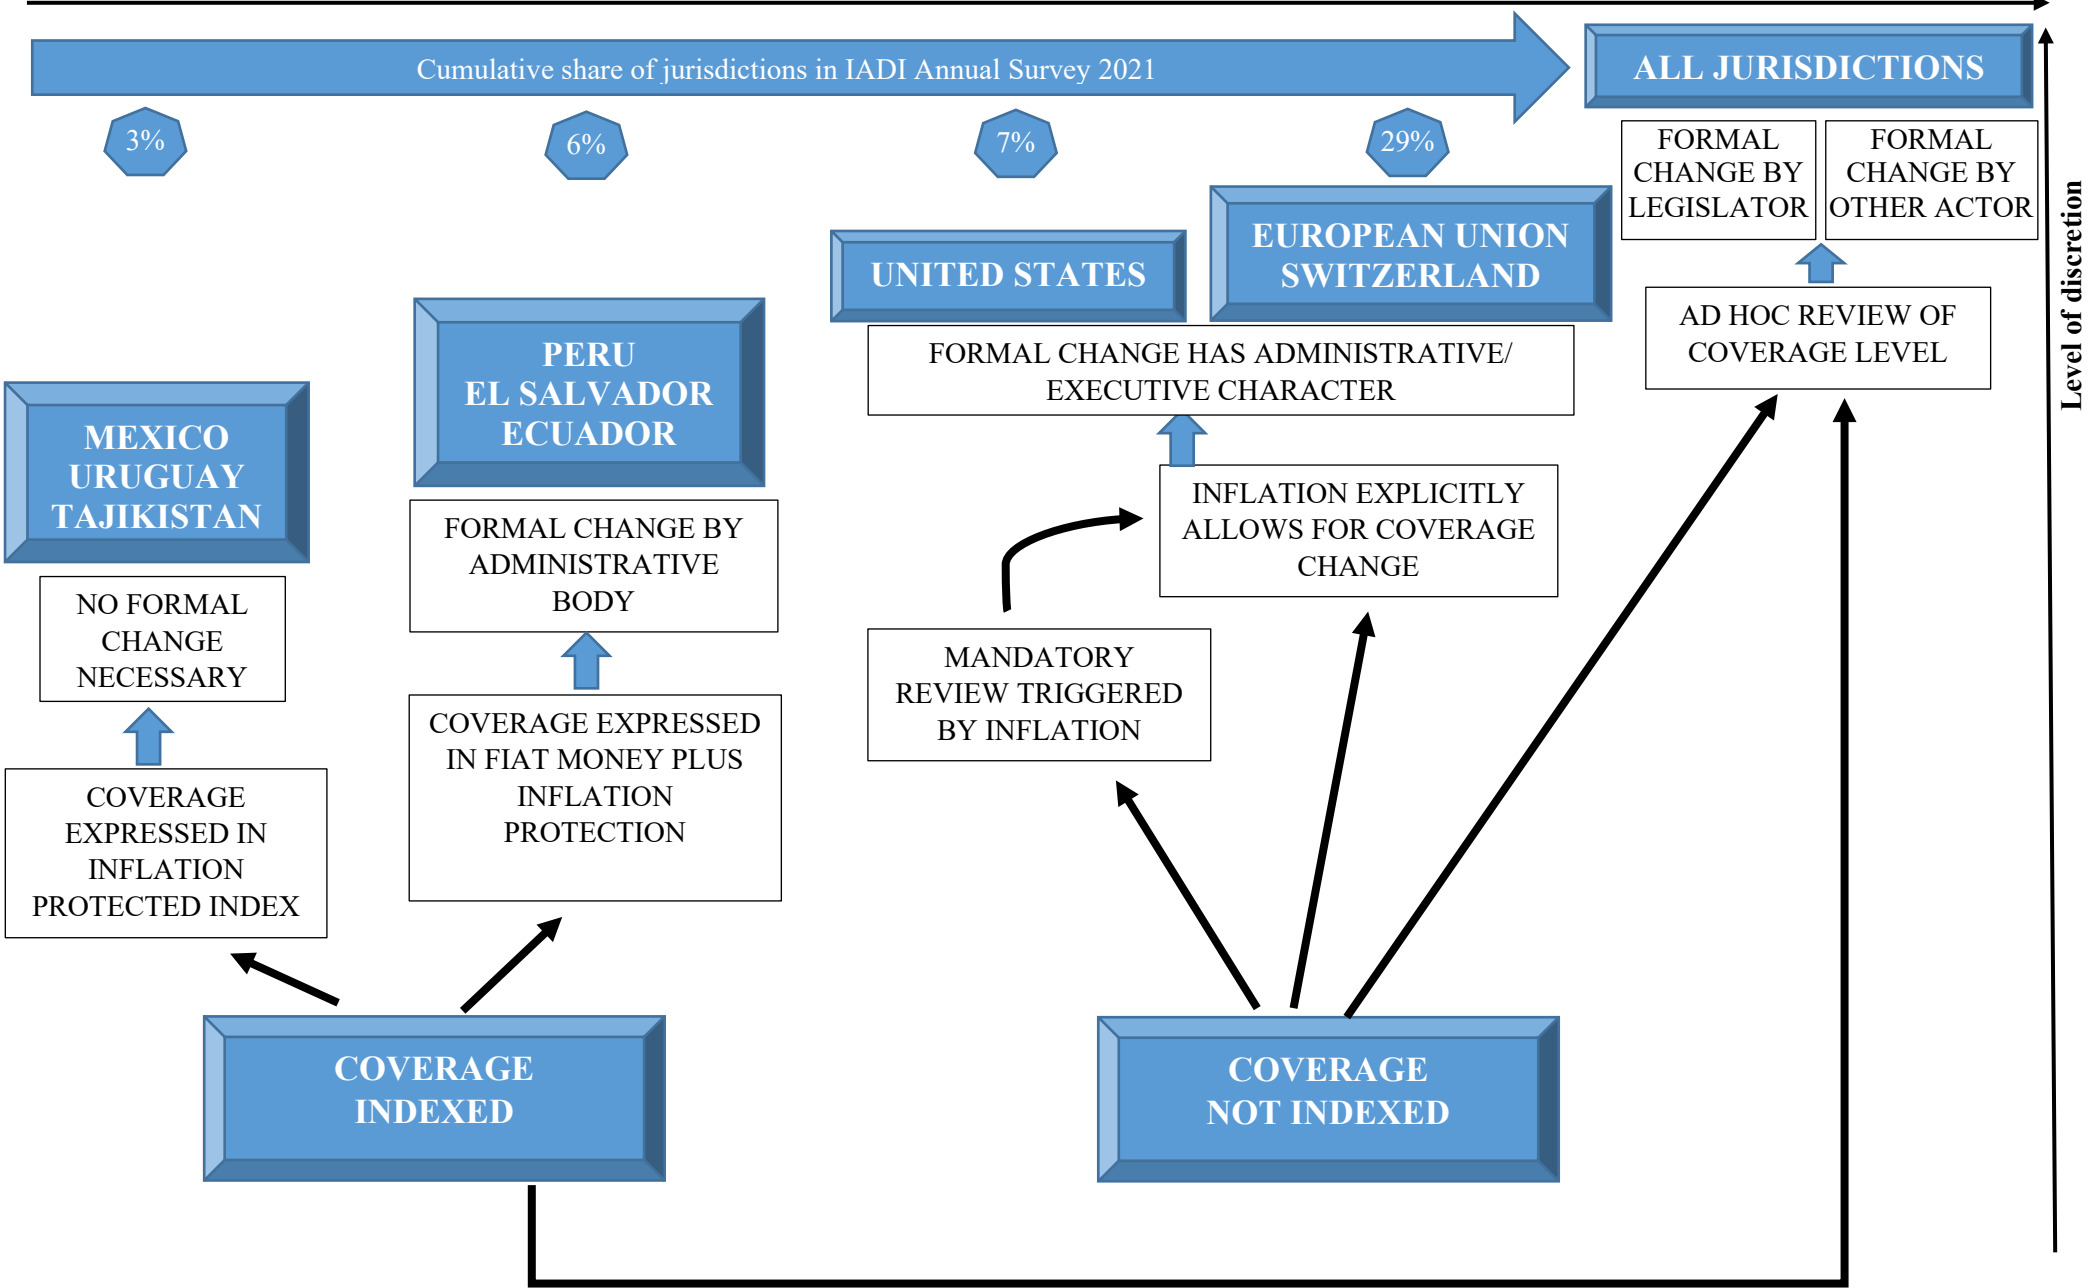 Cumulative share of jurisdictions in IADI Annual Survey 2021
ALL JURISDICTIONS
3%
6%
7%
29%
FORMAL
CHANGE BY
LEGISLATOR
FORMAL
CHANGE BY
OTHER ACTOR
Level of discretion
UNITED STATES
EUROPEAN UNION
SWITZERLAND
AD HOC REVIEW OF
COVERAGE LEVEL
PERU
EL SALVADOR
ECUADOR
FORMAL CHANGE HAS ADMINISTRATIVE/
EXECUTIVE CHARACTER
MEXICO
URUGUAY
TAJIKISTAN
FORMAL CHANGE BY
ADMINISTRATIVE
BODY
INFLATION EXPLICITLY
ALLOWS FOR COVERAGE
CHANGE
NO FORMAL
CHANGE
NECESSARY
MANDATORY
REVIEW TRIGGERED
BY INFLATION
COVERAGE EXPRESSED
IN FIAT MONEY PLUS
INFLATION
PROTECTION
COVERAGE
EXPRESSED IN
INFLATION
PROTECTED INDEX
COVERAGE
INDEXED
COVERAGE
NOT INDEXED